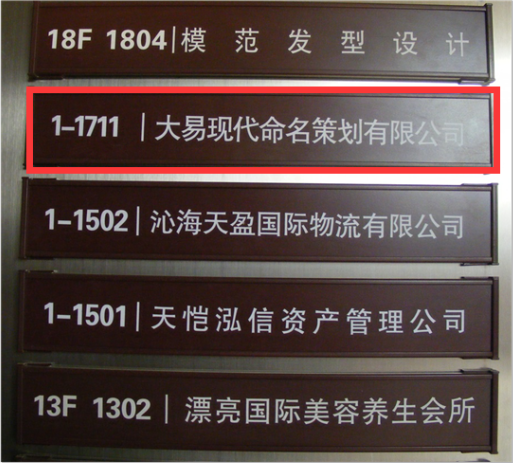 18F 1804|模范发型设计
1-1711|大易现代命名策划有限公司
1-1502|沁海天盈国际物流有限公司
1-1501|天恺泓信资产管理公司
13F 1302|漂亮国际美容养生会所